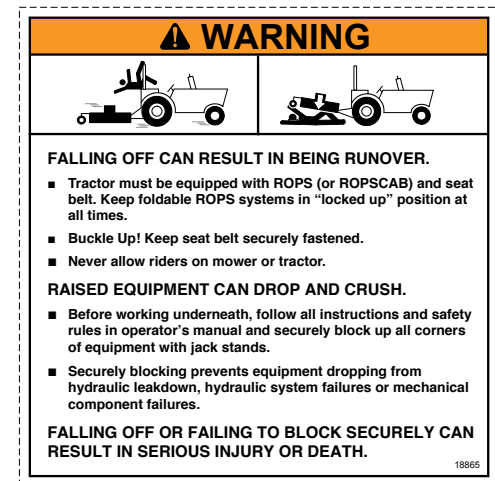 WARNING
FALLING OFF CAN RESULT IN BEING RUNOVER.
■ Tractor must be equipped with ROPS (or ROPSCAB) and seat
belt. Keep foldable ROPS systems in “locked up” position at
all times.
■ Buckle Up! Keep seat belt securely fastened.
■ Never allow riders on mower or tractor.
RAISED EQUIPMENT CAN DROP AND CRUSH.
■ Before working underneath, follow all instructions and safety
rules in operator’s manual and securely block up all corners
of equipment with jack stands.
■ Securely blocking prevents equipment dropping from
hydraulic leakdown, hydraulic system failures or mechanical
component failures.
FALLING OFF OR FAILING TO BLOCK SECURELY CAN
RESULT IN SERIOUS INJURY OR DEATH.
18865